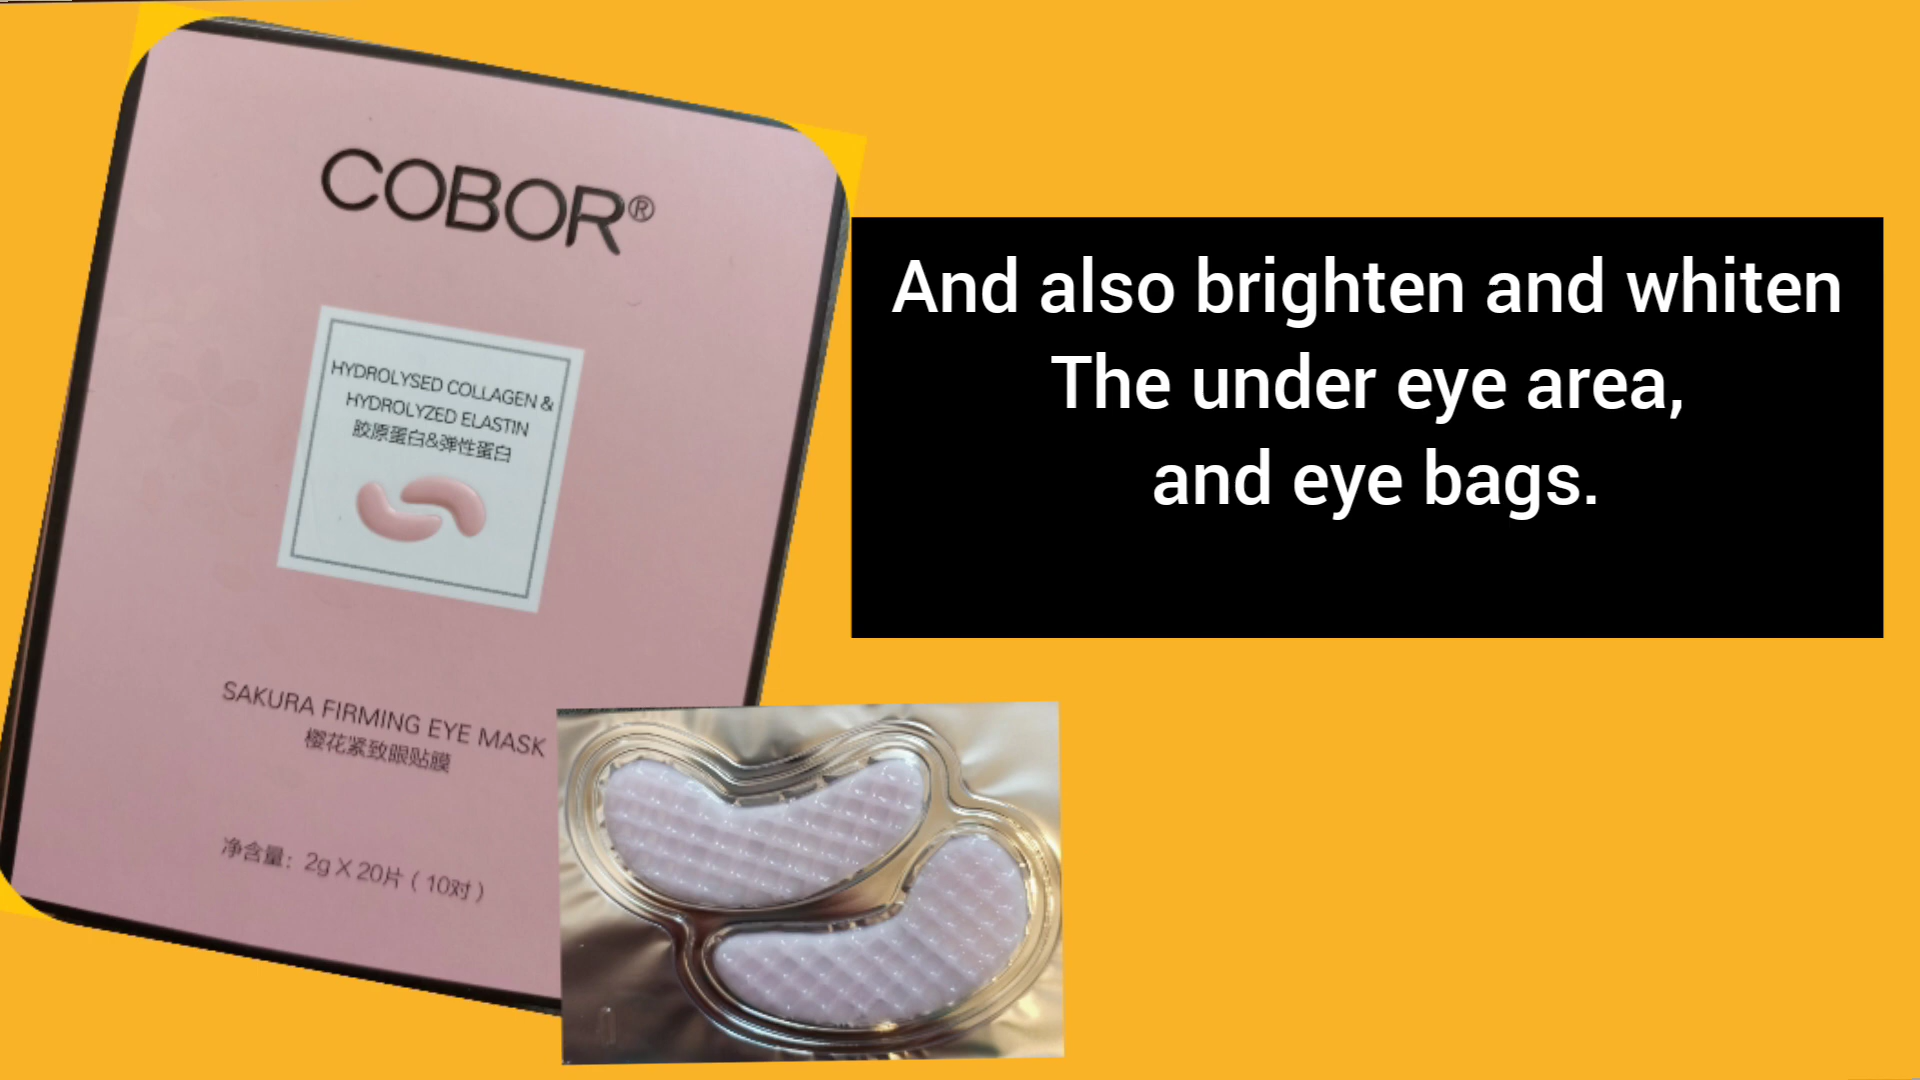 COBOR®
HYDROLYSED COLLAGEN &
HYDROLYZED ELASTIN
胶原蛋白&弹性蛋白
SAKURA FIRMING EYE MASK
樱花紧致眼贴膜
净含量：2g X 20片（10对）
And also brighten and whiten
The under eye area,
and eye bags.